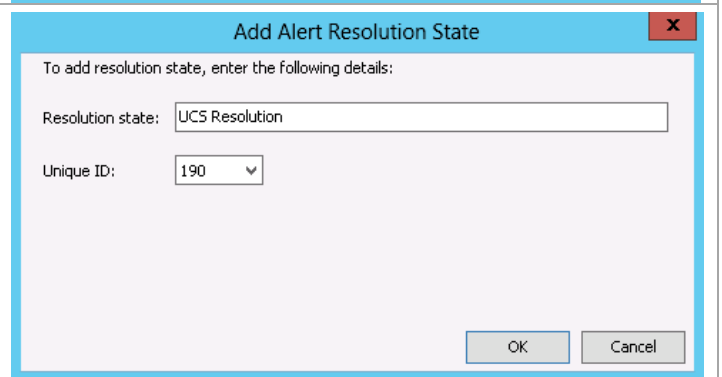 Add Alert Resolution State
x
To add resolution state, enter the following details:
Resolution state: UCS Resolution
Unique ID: 190
OK Cancel